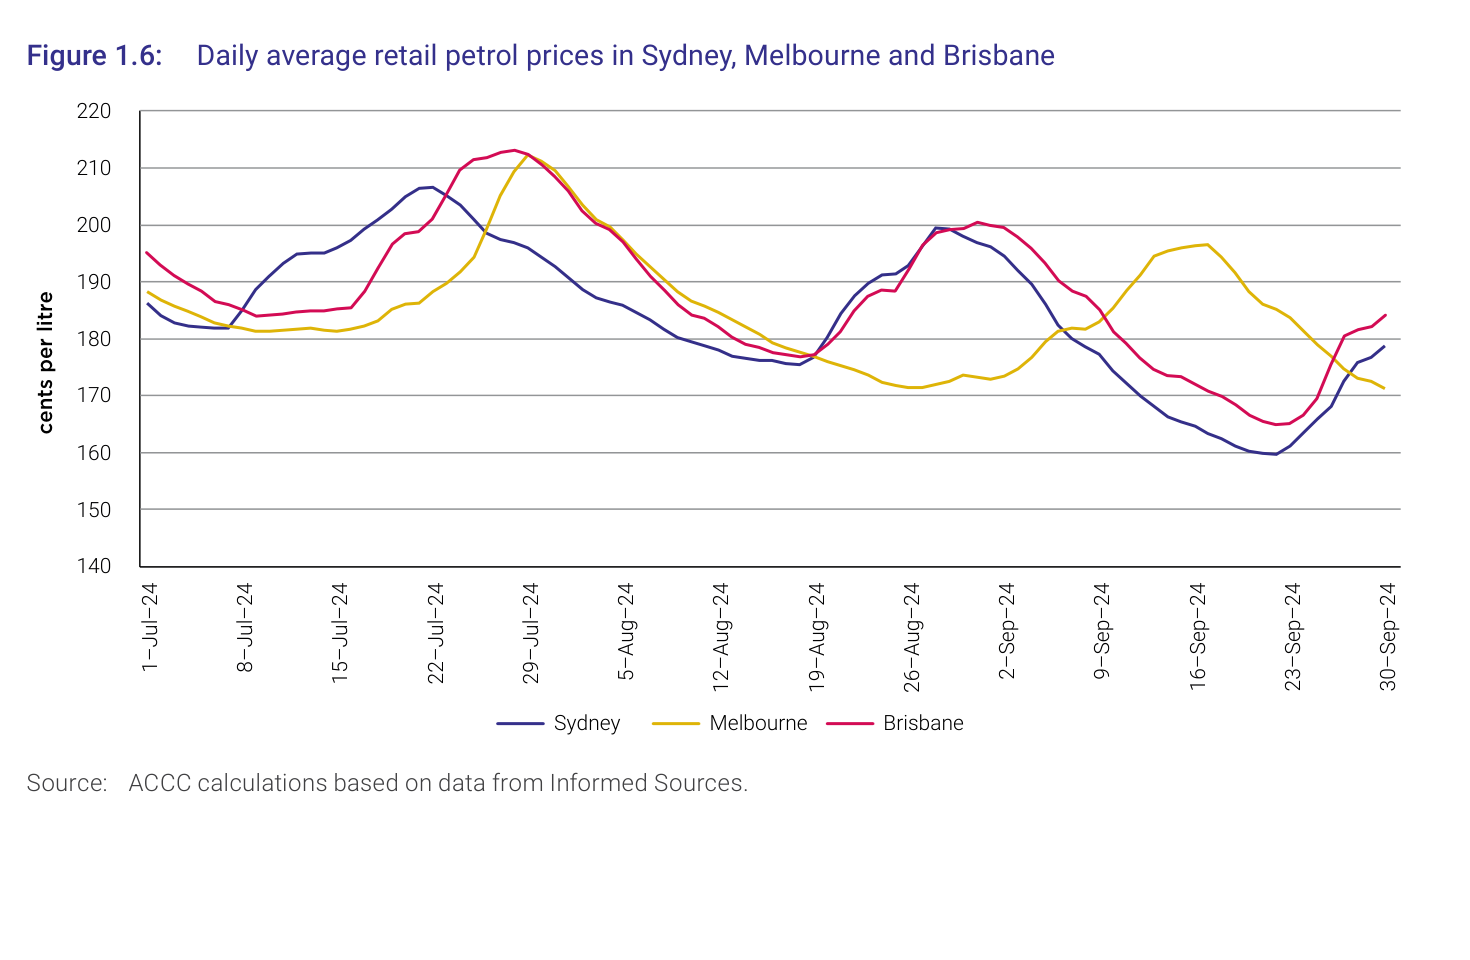 Figure 1.6: Daily average retail petrol prices in Sydney, Melbourne and Brisbane
220
210
200
190
180
170
160
150
140
cents per litre
1–Jul–24
8–Jul–24
15–Jul–24
22–Jul–24
29–Jul–24
5–Aug–24
12–Aug–24
19–Aug–24
26–Aug–24
2–Sep–24
9–Sep–24
16–Sep–24
23–Sep–24
30–Sep–24
Sydney Melbourne Brisbane
Source: ACCC calculations based on data from Informed Sources.